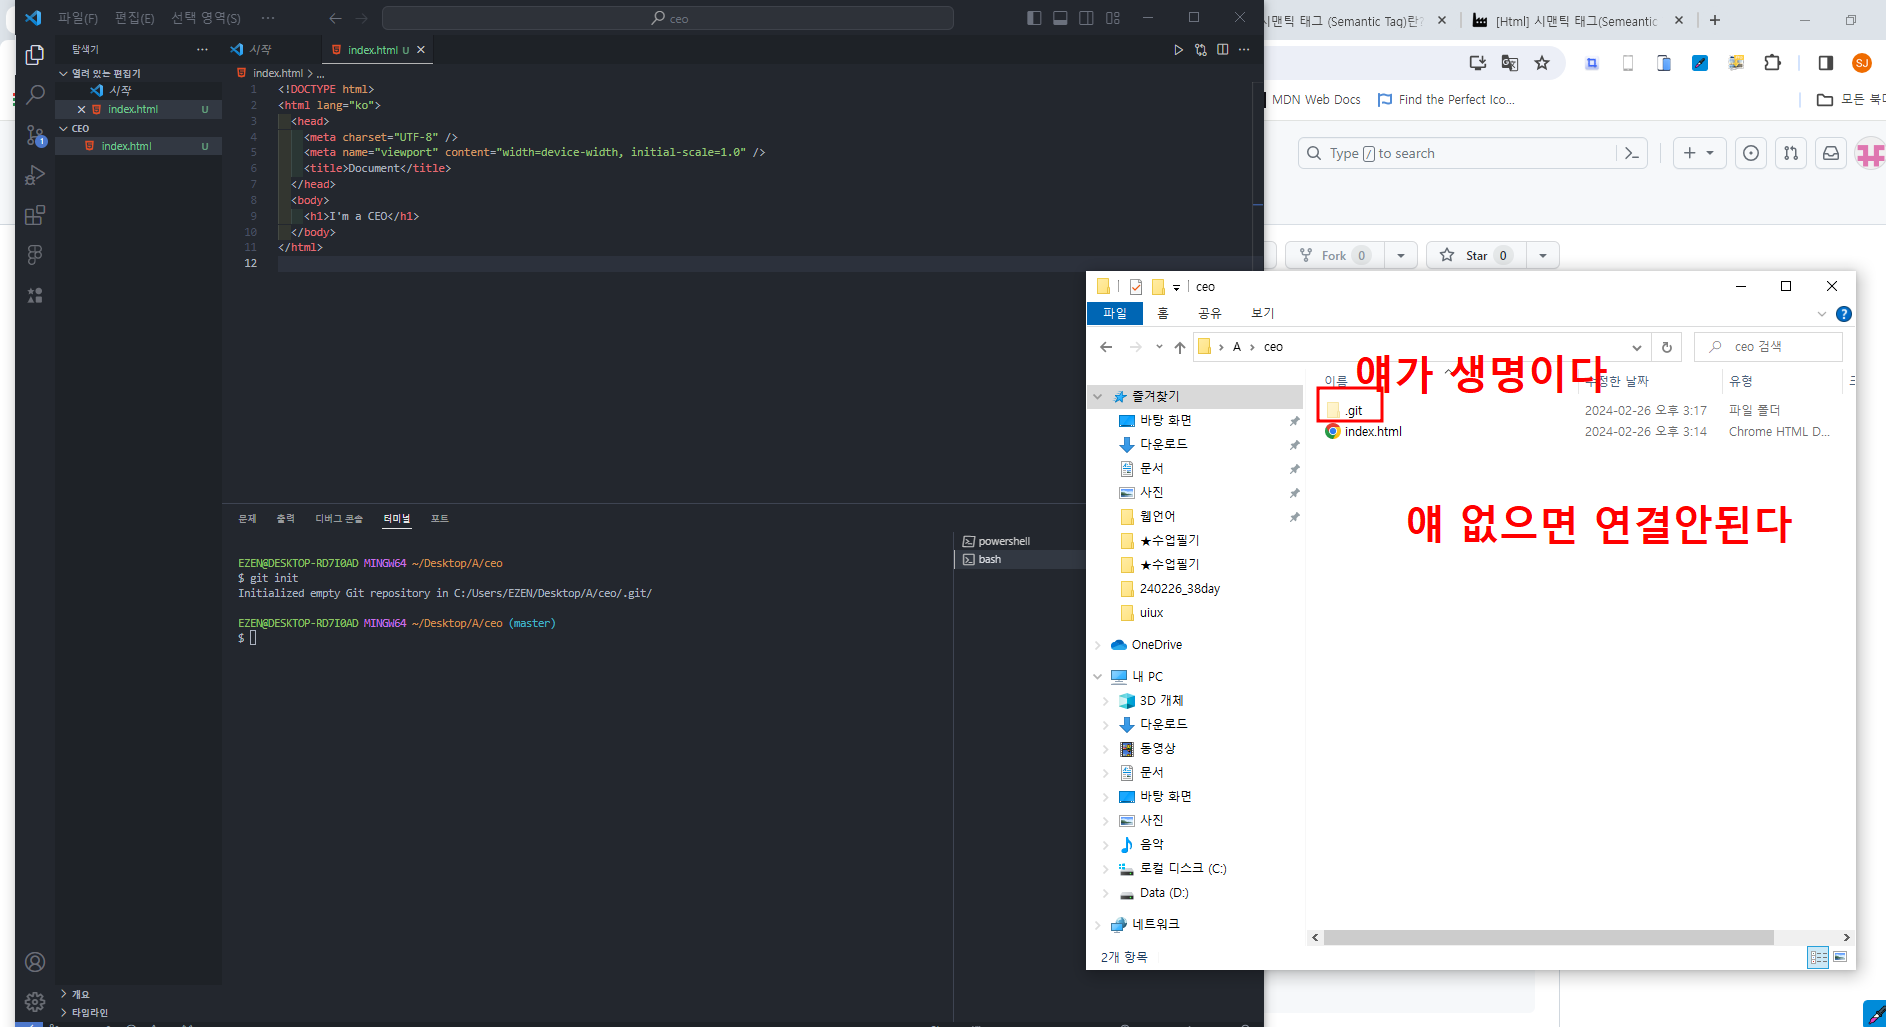 파일(F) 편집(E) 선택 영역(S) ··· ceo
탐색기 ···
열려 있는 편집기
시작
index.html U
CEO
index.html U
1
개요
타임라인
시작 index.html U
index.html > ...
1 <!DOCTYPE html>
2 <html lang="ko">
3 <head>
4 <meta charset="UTF-8" />
5 <meta name="viewport" content="width=device-width, initial-scale=1.0" />
6 <title>Document</title>
7 </head>
8 <body>
9 <h1>I'm a CEO</h1>
10 </body>
11 </html>
12
문제 출력 디버그 콘솔 터미널 포트
EZEN@DESKTOP-RD7I0AD MINGW64 ~/Desktop/A/ceo
$ git init
Initialized empty Git repository in C:/Users/EZEN/Desktop/A/ceo/.git/
EZEN@DESKTOP-RD7I0AD MINGW64 ~/Desktop/A/ceo (master)
$
powershell
bash
시맨틱 태그 (Semantic Tag)란? [Html] 시맨틱 태그(Semeantic
SJ
MDN Web Docs Find the Perfect Ico... 모든 북마
Type / to search
Fork 0 Star 0
ceo
파일 홈 공유 보기
A > ceo ceo 검색
이름 수정한 날짜 유형
얘가 생명이다
.git 2024-02-26 오후 3:17 파일 폴더
index.html 2024-02-26 오후 3:14 Chrome HTML D...
얘 없으면 연결안된다
즐겨찾기
바탕 화면
다운로드
문서
사진
웹언어
★수업필기
★수업필기
240226_38day
uiux
OneDrive
내 PC
3D 개체
다운로드
동영상
문서
바탕 화면
사진
음악
로컬 디스크 (C:)
Data (D:)
네트워크
2개 항목